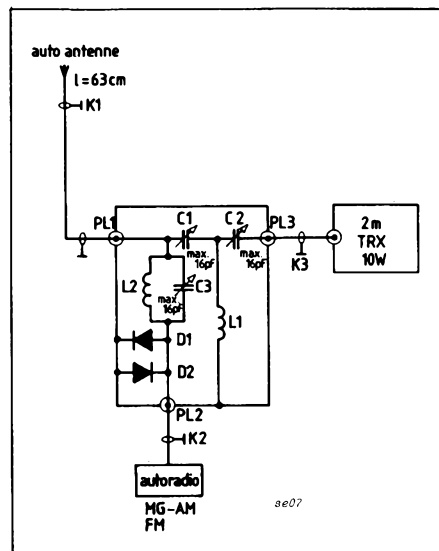 auto antenne
l=63cm
K1
PL1
C1
C2
PL3
max.
16pF
max.
16pF
K3
2m
TRX
10W
L2
max.
16pF
C3
L1
D1
D2
PL2
K2
autoradio
MG-AM
FM
se07